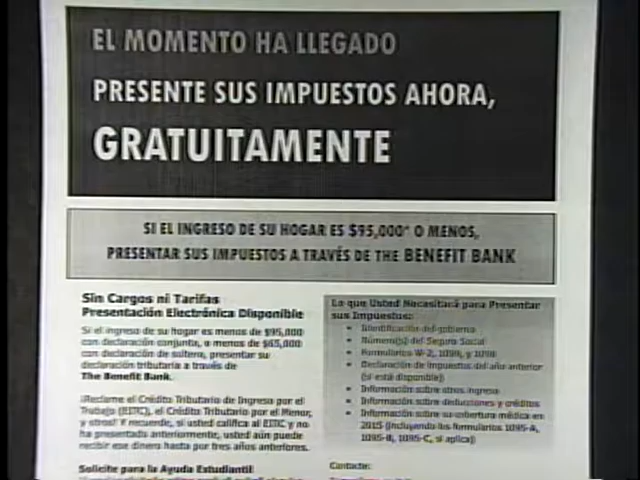 EL MOMENTO HA LLEGADO
PRESENTE SUS IMPUESTOS AHORA,
GRATUITAMENTE
SI EL INGRESO DE SU HOGAR ES $95,000* O MENOS,
PRESENTAR SUS IMPUESTOS A TRAVÉS DE THE BENEFIT BANK
Sin Cargos ni Tarifas
Presentación Electrónica Disponible
Si el ingreso de su hogar es menos de $95,000
con declaración conjunta, o menos de $65,000
con declaración de soltero, presentar su
declaración tributaria a través de
The Benefit Bank.
¡Reclame el Crédito Tributario de Ingreso por el
Trabajo (EITC), el Crédito Tributario por el Menor,
y otros! Y recuerde, si usted califica al EITC y no
ha presentado anteriormente, usted aún puede
recibir ese dinero hasta por tres años anteriores.
Solicite para la Ayuda Estudiantil
Lo que Usted Necesitará para Presentar
sus Impuestos:
• Identificación del gobierno
• Número(s) del Seguro Social
• Formularios W-2, 1099, y 1098
• Declaración de impuestos del año anterior
(si está disponible)
• Información sobre otros ingreso
• Información sobre deducciones y créditos
• Información sobre su cobertura médica en
2015 (incluyendo los formularios 1095-A,
1095-B, 1095-C, si aplica)
Contacte: